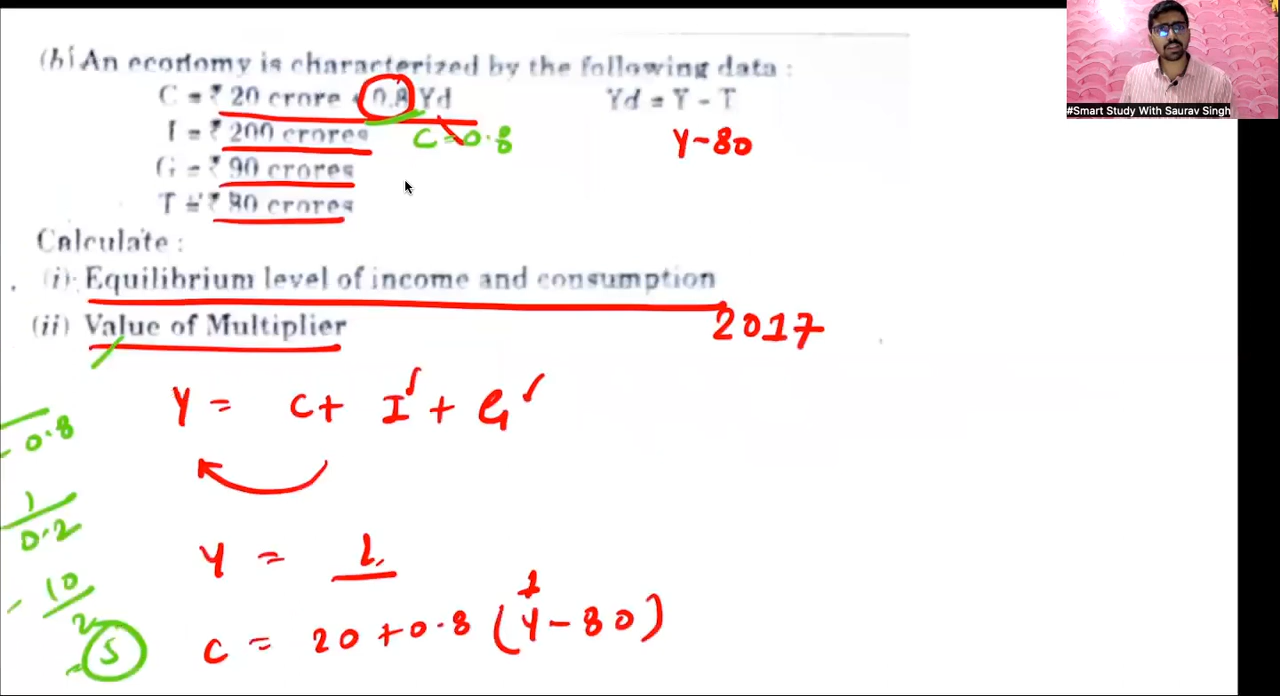 (b) An economy is characterized by the following data :
C = ₹ 20 crore + 0.8 Yd Yd = Y - T
I = ₹ 200 crores C = 0.8 Y-80
G = ₹ 90 crores
T = ₹ 80 crores
Calculate :
(i) Equilibrium level of income and consumption
(ii) Value of Multiplier 2017
Y = C + I + G
- 0.8
1
0.2
Y = 1
10
2
= 5
C = 20 + 0.8 (Y - 80)
#Smart Study With Saurav Singh